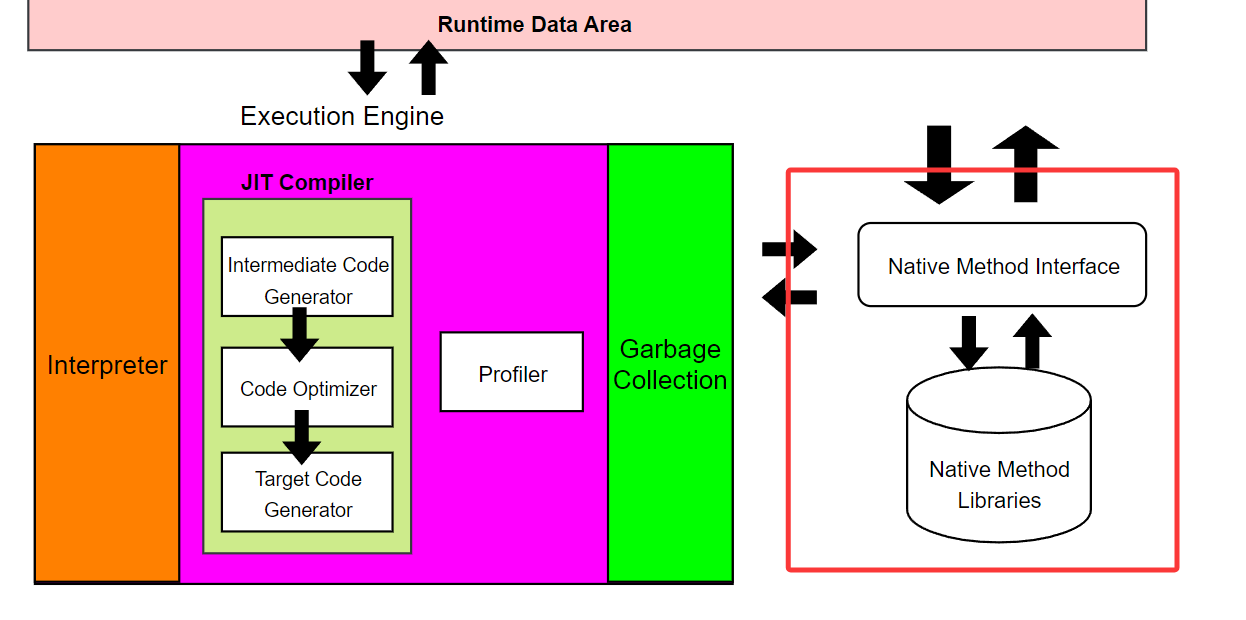 Runtime Data Area
Execution Engine
JIT Compiler
Intermediate Code
Generator
Interpreter
Code Optimizer
Target Code
Generator
Profiler
Garbage
Collection
Native Method Interface
Native Method
Libraries